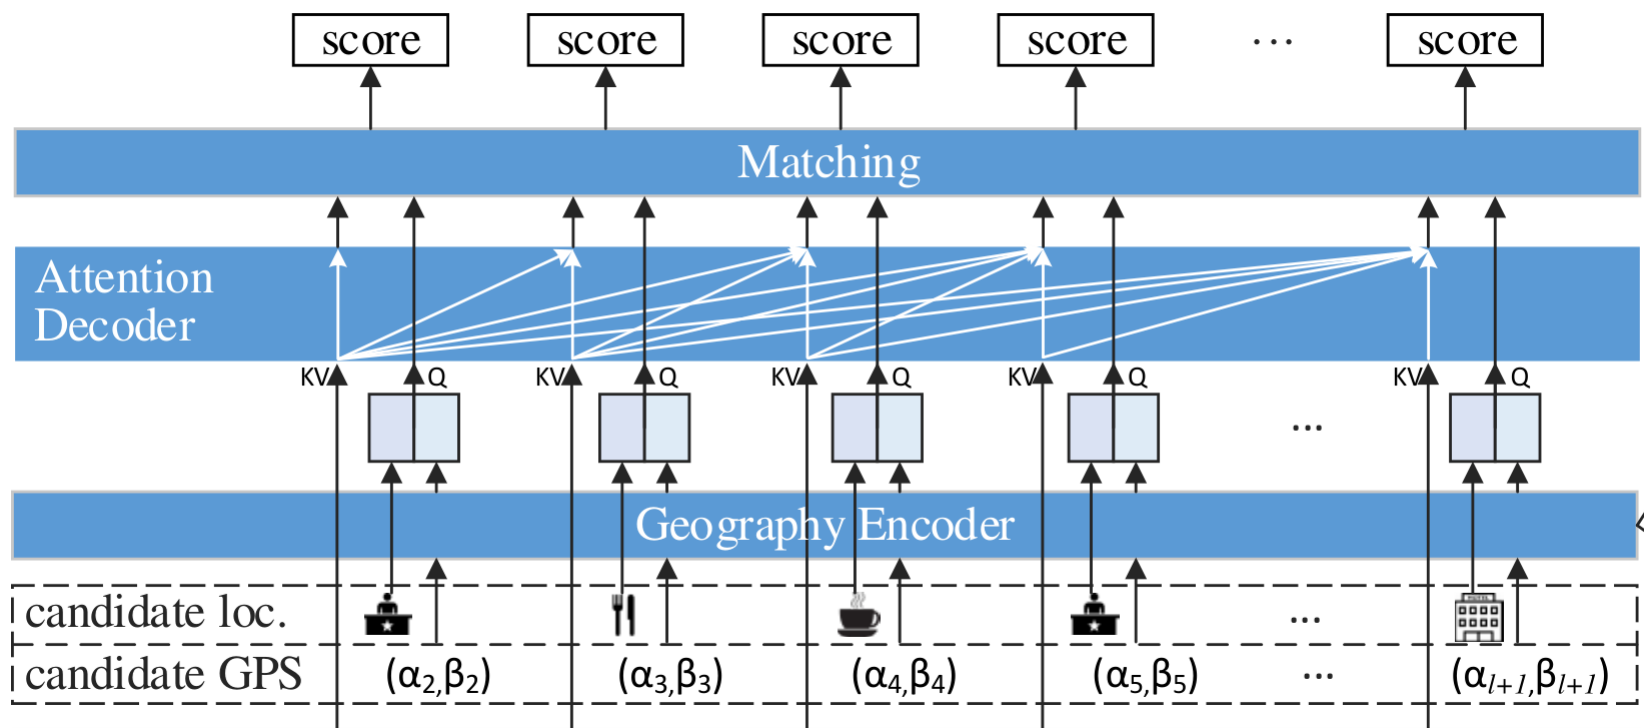 score score score score ... score
Matching
Attention
Decoder
KV Q KV Q KV Q KV Q KV Q
...
Geography Encoder
candidate loc. ...
candidate GPS (α2,β2) (α3,β3) (α4,β4) (α5,β5) ... (αl+1,βl+1)